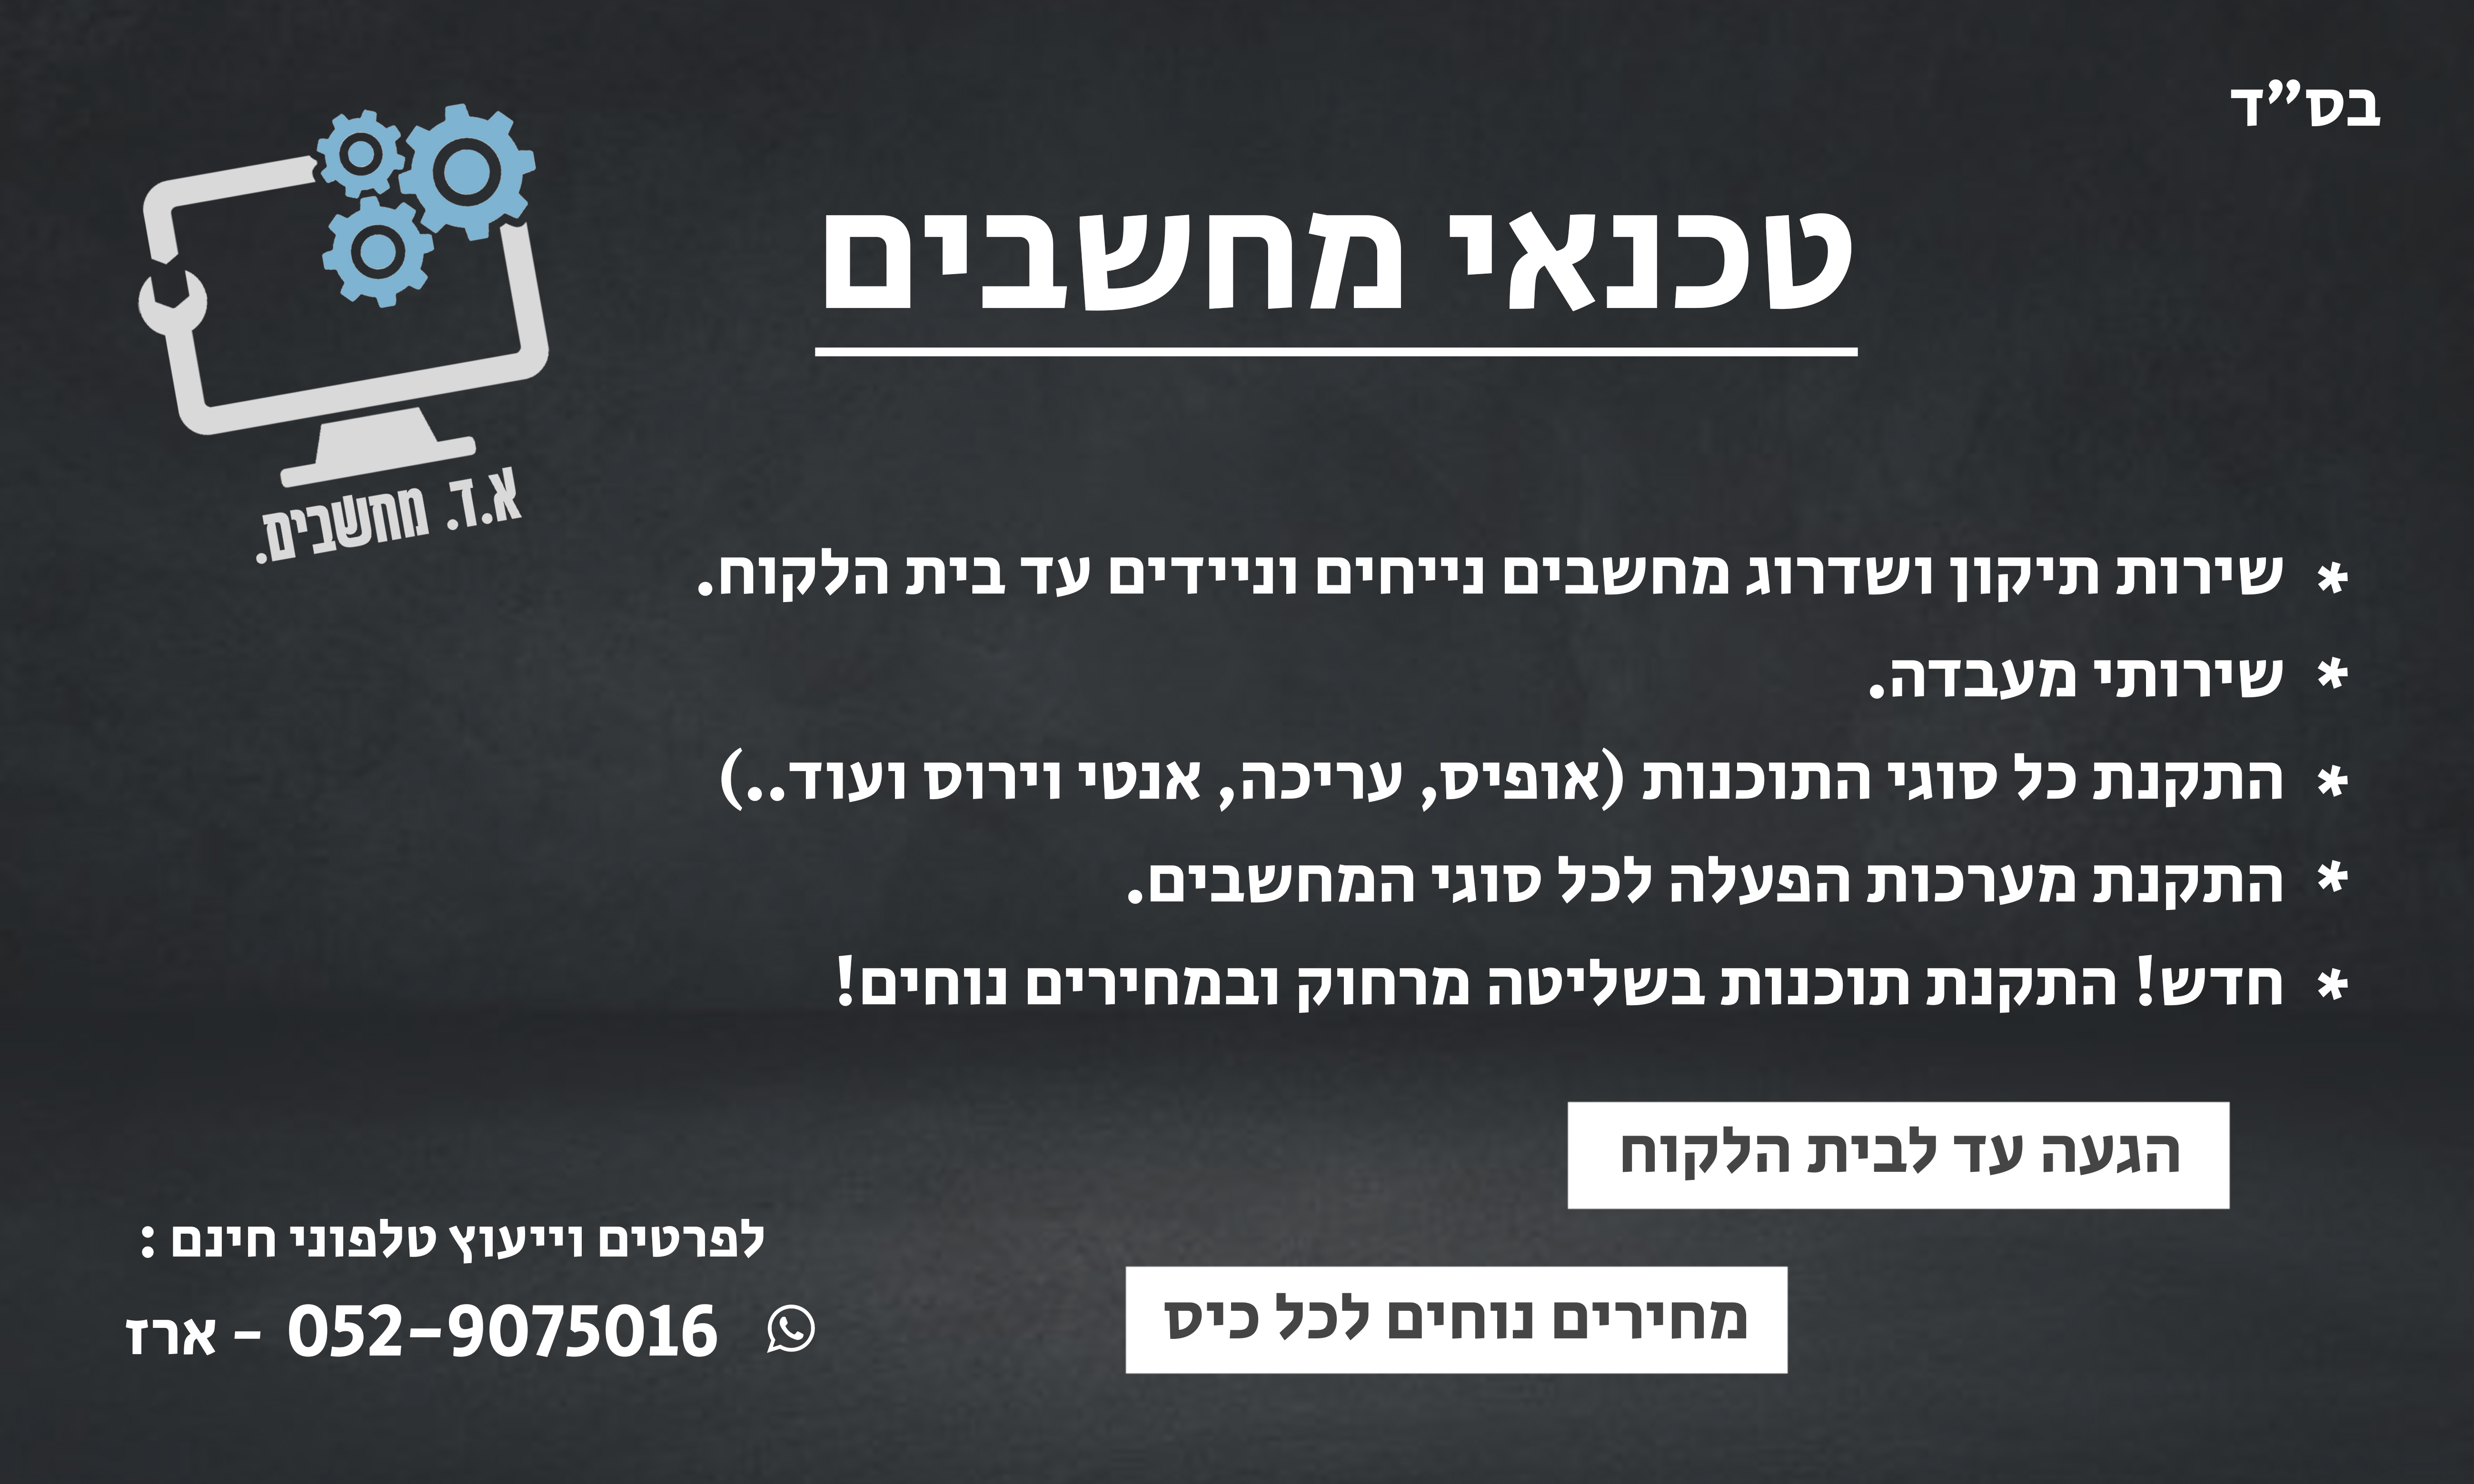 בס”ד
טכנאי מחשבים
א.ד. מחשבים.
* שירות תיקון ושדרוג מחשבים נייחים וניידים עד בית הלקוח.
* שירותי מעבדה.
* התקנת כל סוגי התוכנות (אופיס, עריכה, אנטי וירוס ועוד..)
* התקנת מערכות הפעלה לכל סוגי המחשבים.
* חדש! התקנת תוכנות בשליטה מרחוק ובמחירים נוחים!
הגעה עד לבית הלקוח
מחירים נוחים לכל כיס
לפרטים וייעוץ טלפוני חינם :
052-9075016 - ארז